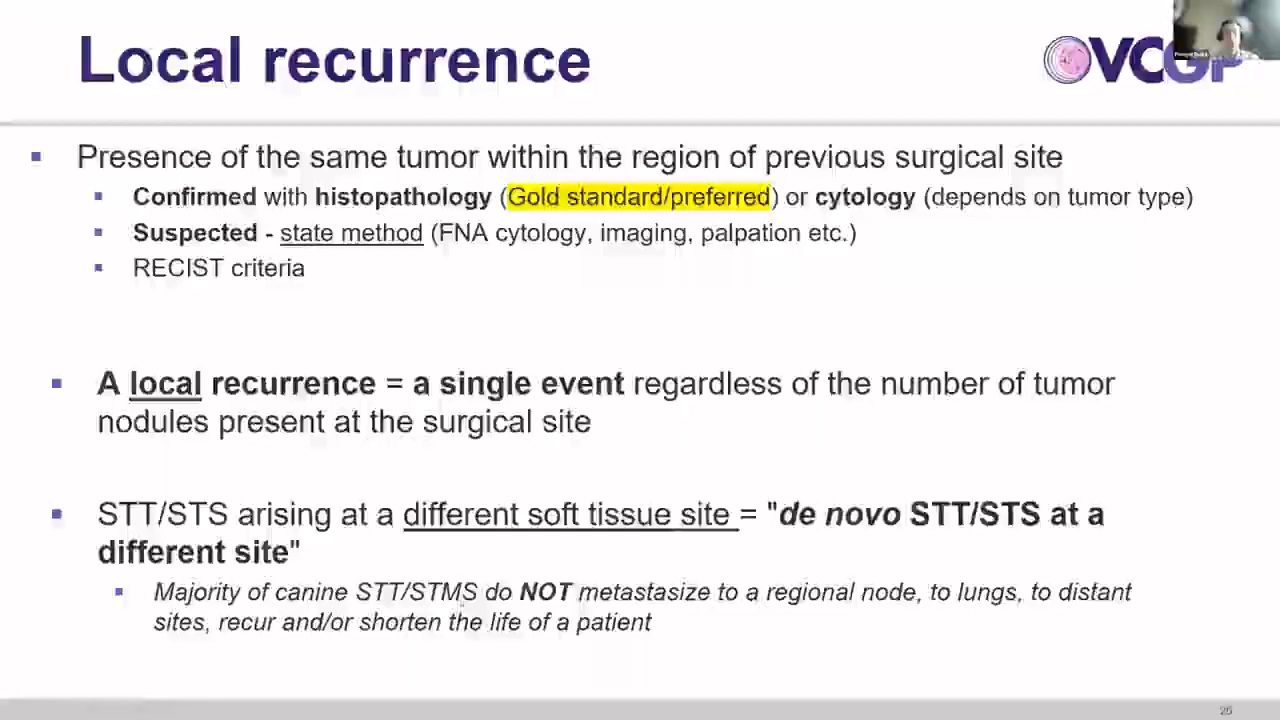 Local recurrence
VCGP
Presence of the same tumor within the region of previous surgical site
Confirmed with histopathology (Gold standard/preferred) or cytology (depends on tumor type)
Suspected - state method (FNA cytology, imaging, palpation etc.)
RECIST criteria
A local recurrence = a single event regardless of the number of tumor
nodules present at the surgical site
STT/STS arising at a different soft tissue site = "de novo STT/STS at a
different site"
Majority of canine STT/STMS do NOT metastasize to a regional node, to lungs, to distant
sites, recur and/or shorten the life of a patient